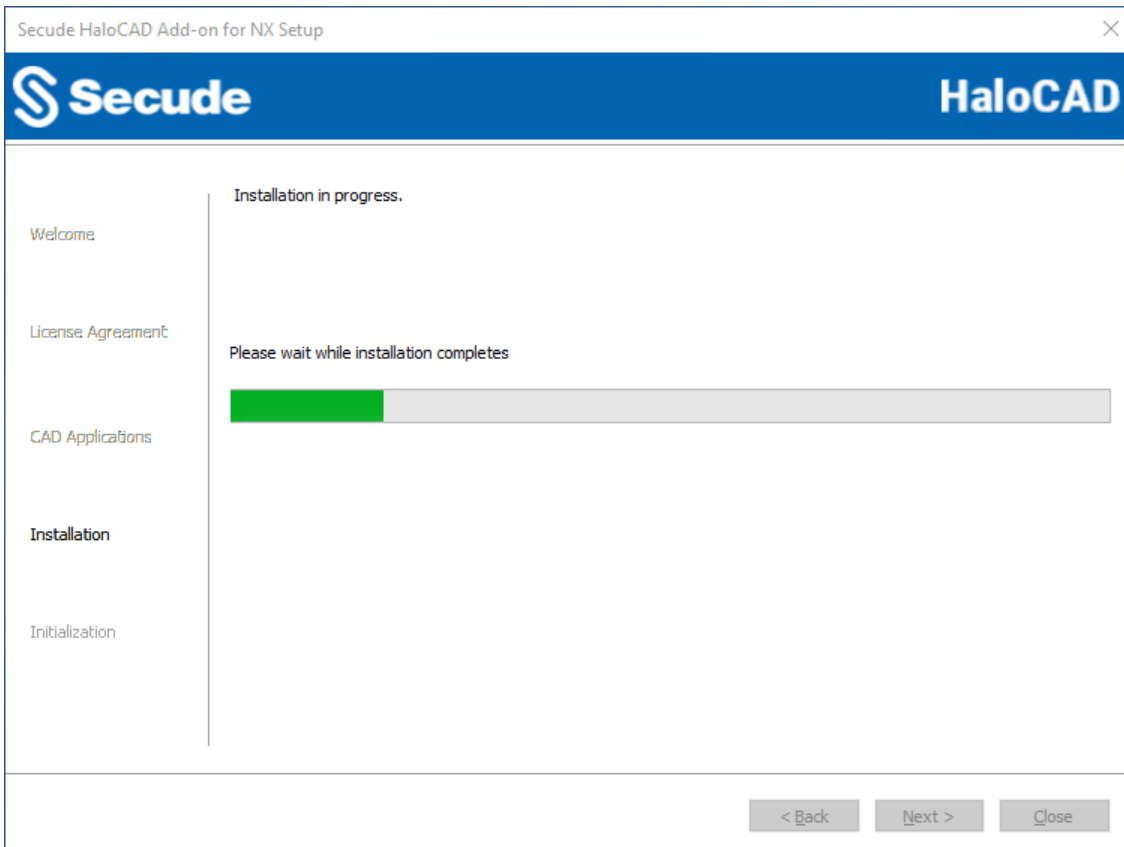 Secude HaloCAD Add-on for NX Setup
Secude
HaloCAD
Installation in progress.
Welcome
License Agreement
Please wait while installation completes
CAD Applications
Installation
Initialization
< Back
Next >
Close